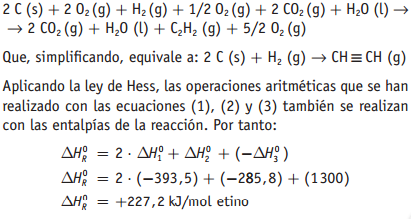 2 C (s) + 2 O₂ (g) + H₂ (g) + 1/2 O₂ (g) + 2 CO₂ (g) + H₂O (l) →
→ 2 CO₂ (g) + H₂O (l) + C₂H₂ (g) + 5/2 O₂ (g)
Que, simplificando, equivale a: 2 C (s) + H₂ (g) → CH≡CH (g)
Aplicando la ley de Hess, las operaciones aritméticas que se han
realizado con las ecuaciones (1), (2) y (3) también se realizan
con las entalpías de la reacción. Por tanto:
ΔH⁰_R = 2 · ΔH⁰₁ + ΔH⁰₂ + (−ΔH⁰₃)
ΔH⁰_R = 2 · (−393,5) + (−285,8) + (1300)
ΔH⁰_R = +227,2 kJ/mol etino